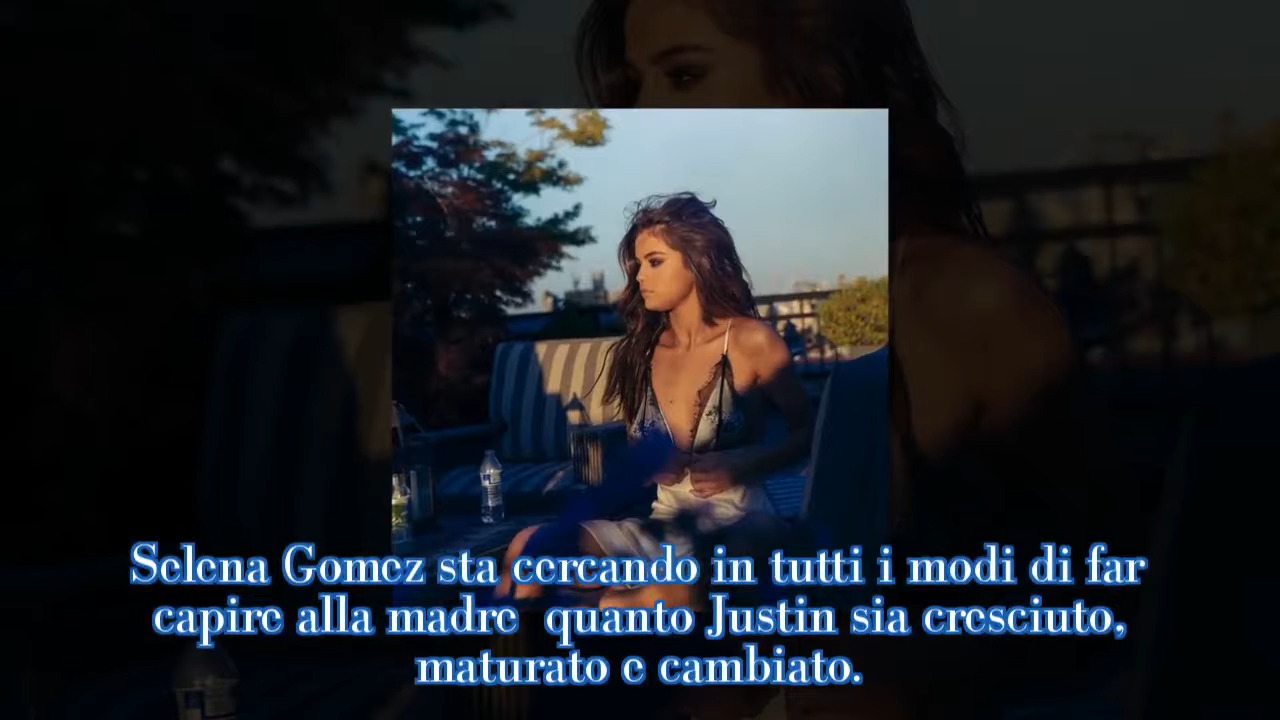 Selena Gomez sta cercando in tutti i modi di far
capire alla madre  quanto Justin sia cresciuto,
maturato e cambiato.